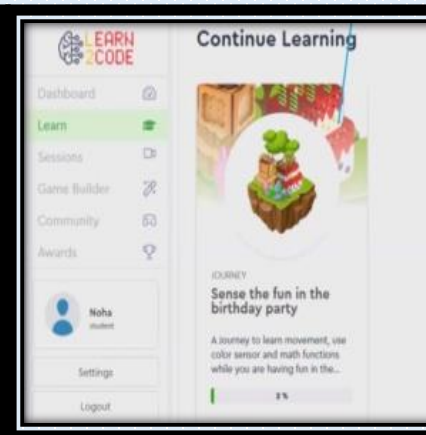 LEARN
2CODE
Dashboard
Learn
Sessions
Game Builder
Community
Awards
Noha
student
Settings
Logout
Continue Learning
JOURNEY
Sense the fun in the
birthday party
A Journey to learn movement, use
color sensor and math functions
while you are having fun in the...
3 %